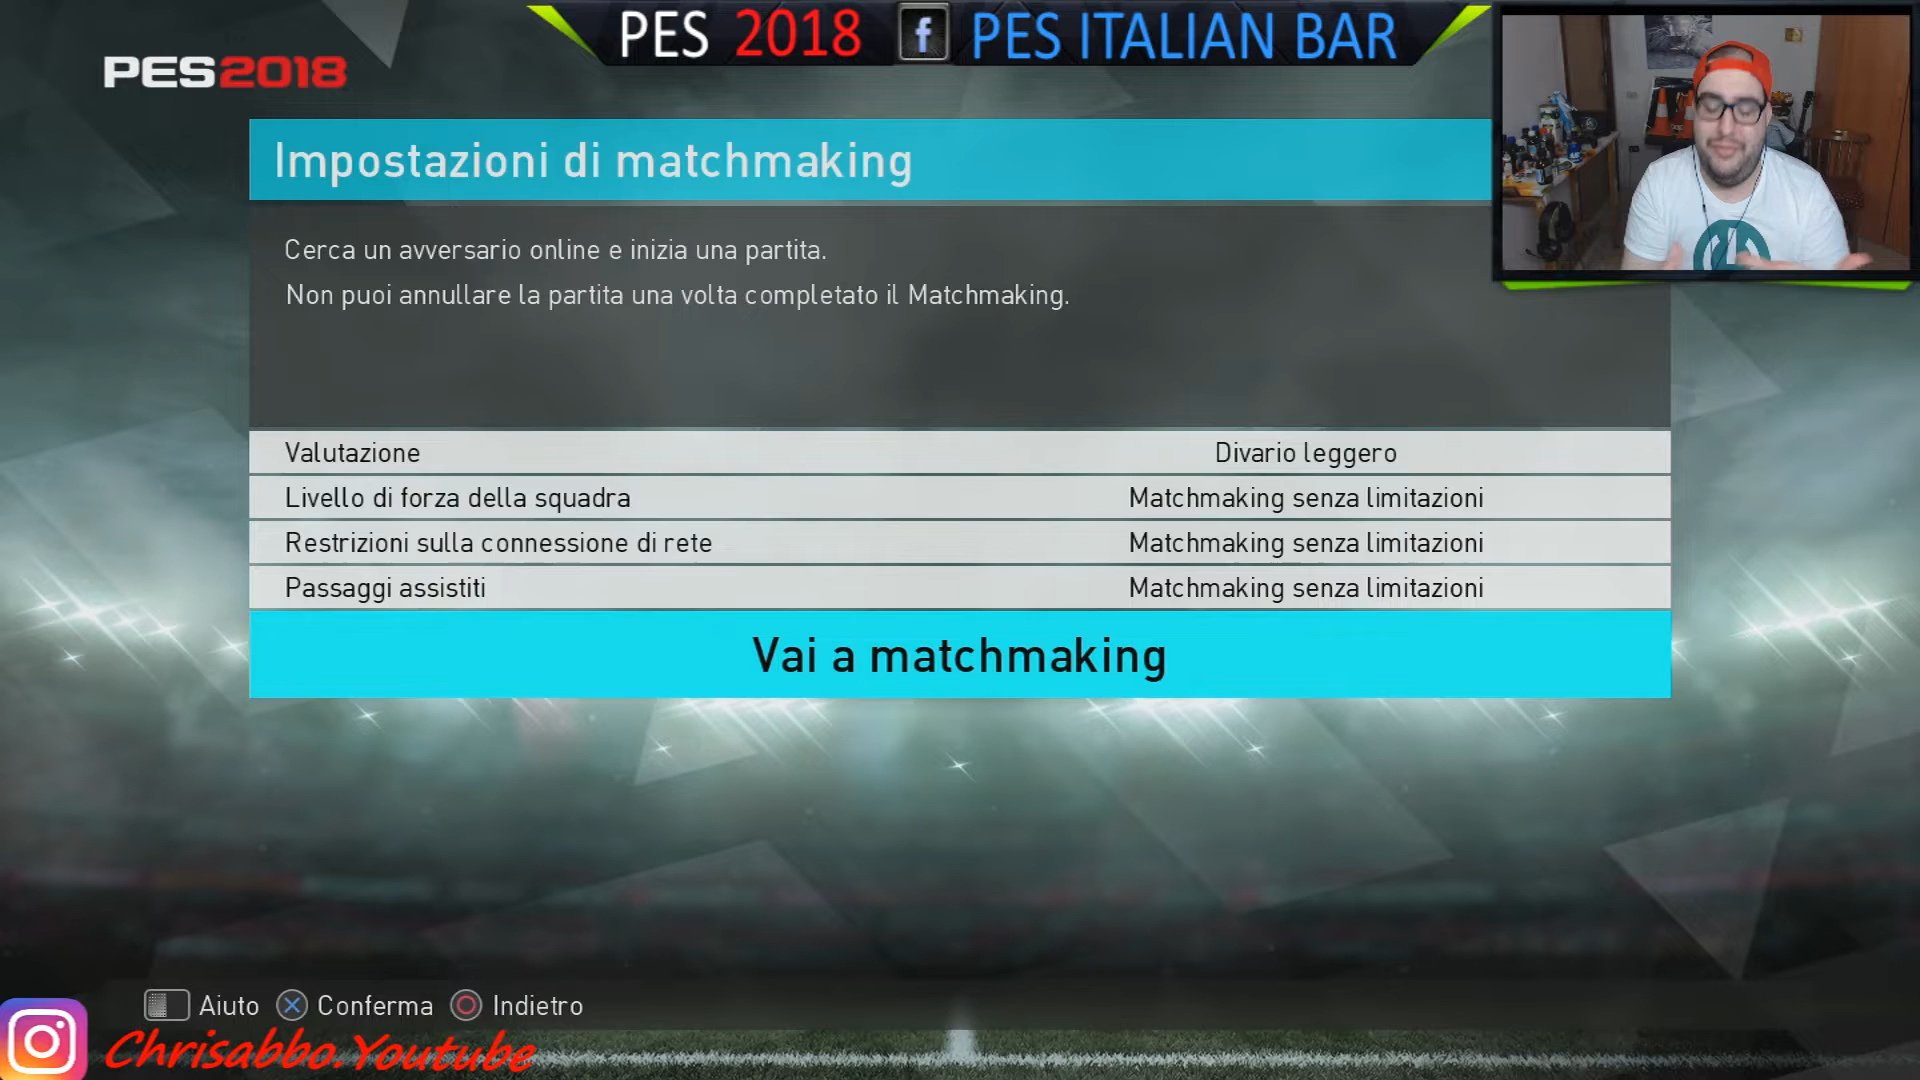 PES 2018 f PES ITALIAN BAR
PES2018
Impostazioni di matchmaking
Cerca un avversario online e inizia una partita.
Non puoi annullare la partita una volta completato il Matchmaking.
Valutazione Divario leggero
Livello di forza della squadra Matchmaking senza limitazioni
Restrizioni sulla connessione di rete Matchmaking senza limitazioni
Passaggi assistiti Matchmaking senza limitazioni
Vai a matchmaking
Aiuto Conferma Indietro
Chrisabbo.Youtube